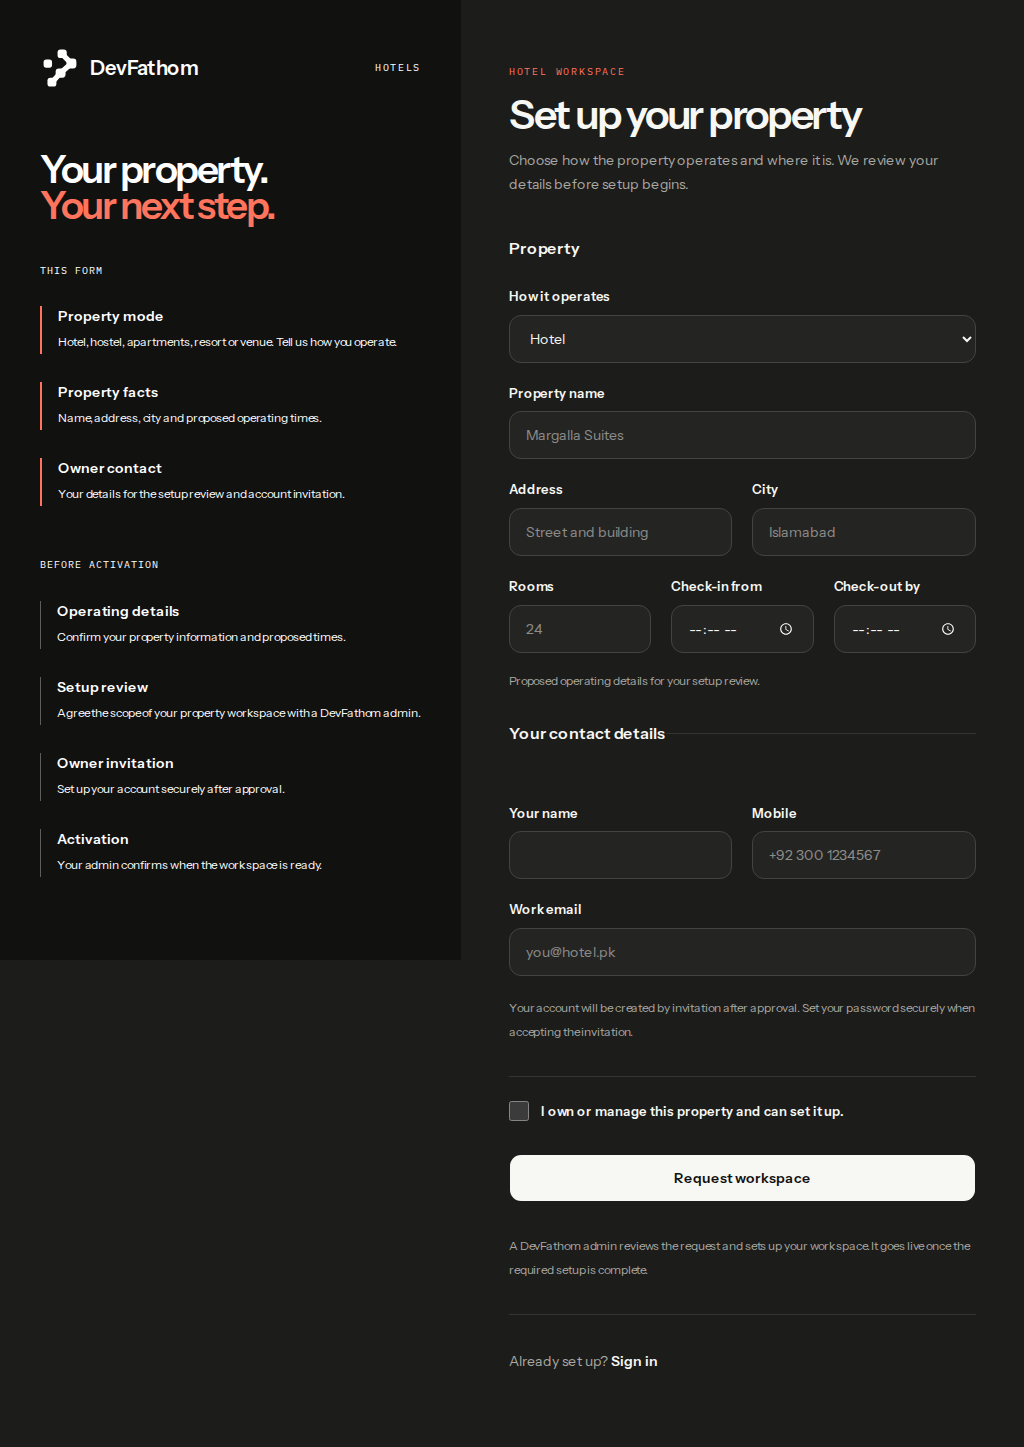 DevFathom
HOTELS
Your property.
Your next step.
THIS FORM
Property mode
Hotel, hostel, apartments, resort or venue. Tell us how you operate.
Property facts
Name, address, city and proposed operating times.
Owner contact
Your details for the setup review and account invitation.
BEFORE ACTIVATION
Operating details
Confirm your property information and proposed times.
Setup review
Agree the scope of your property workspace with a DevFathom admin.
Owner invitation
Set up your account securely after approval.
Activation
Your admin confirms when the workspace is ready.
HOTEL WORKSPACE
Set up your property
Choose how the property operates and where it is. We review your
details before setup begins.
Property
How it operates
Hotel
Property name
Margalla Suites
Address City
Street and building Islamabad
Rooms Check-in from Check-out by
24 --:-- -- --:-- --
Proposed operating details for your setup review.
Your contact details
Your name Mobile
+92 300 1234567
Work email
you@hotel.pk
Your account will be created by invitation after approval. Set your password securely when
accepting the invitation.
I own or manage this property and can set it up.
Request workspace
A DevFathom admin reviews the request and sets up your workspace. It goes live once the
required setup is complete.
Already set up? Sign in